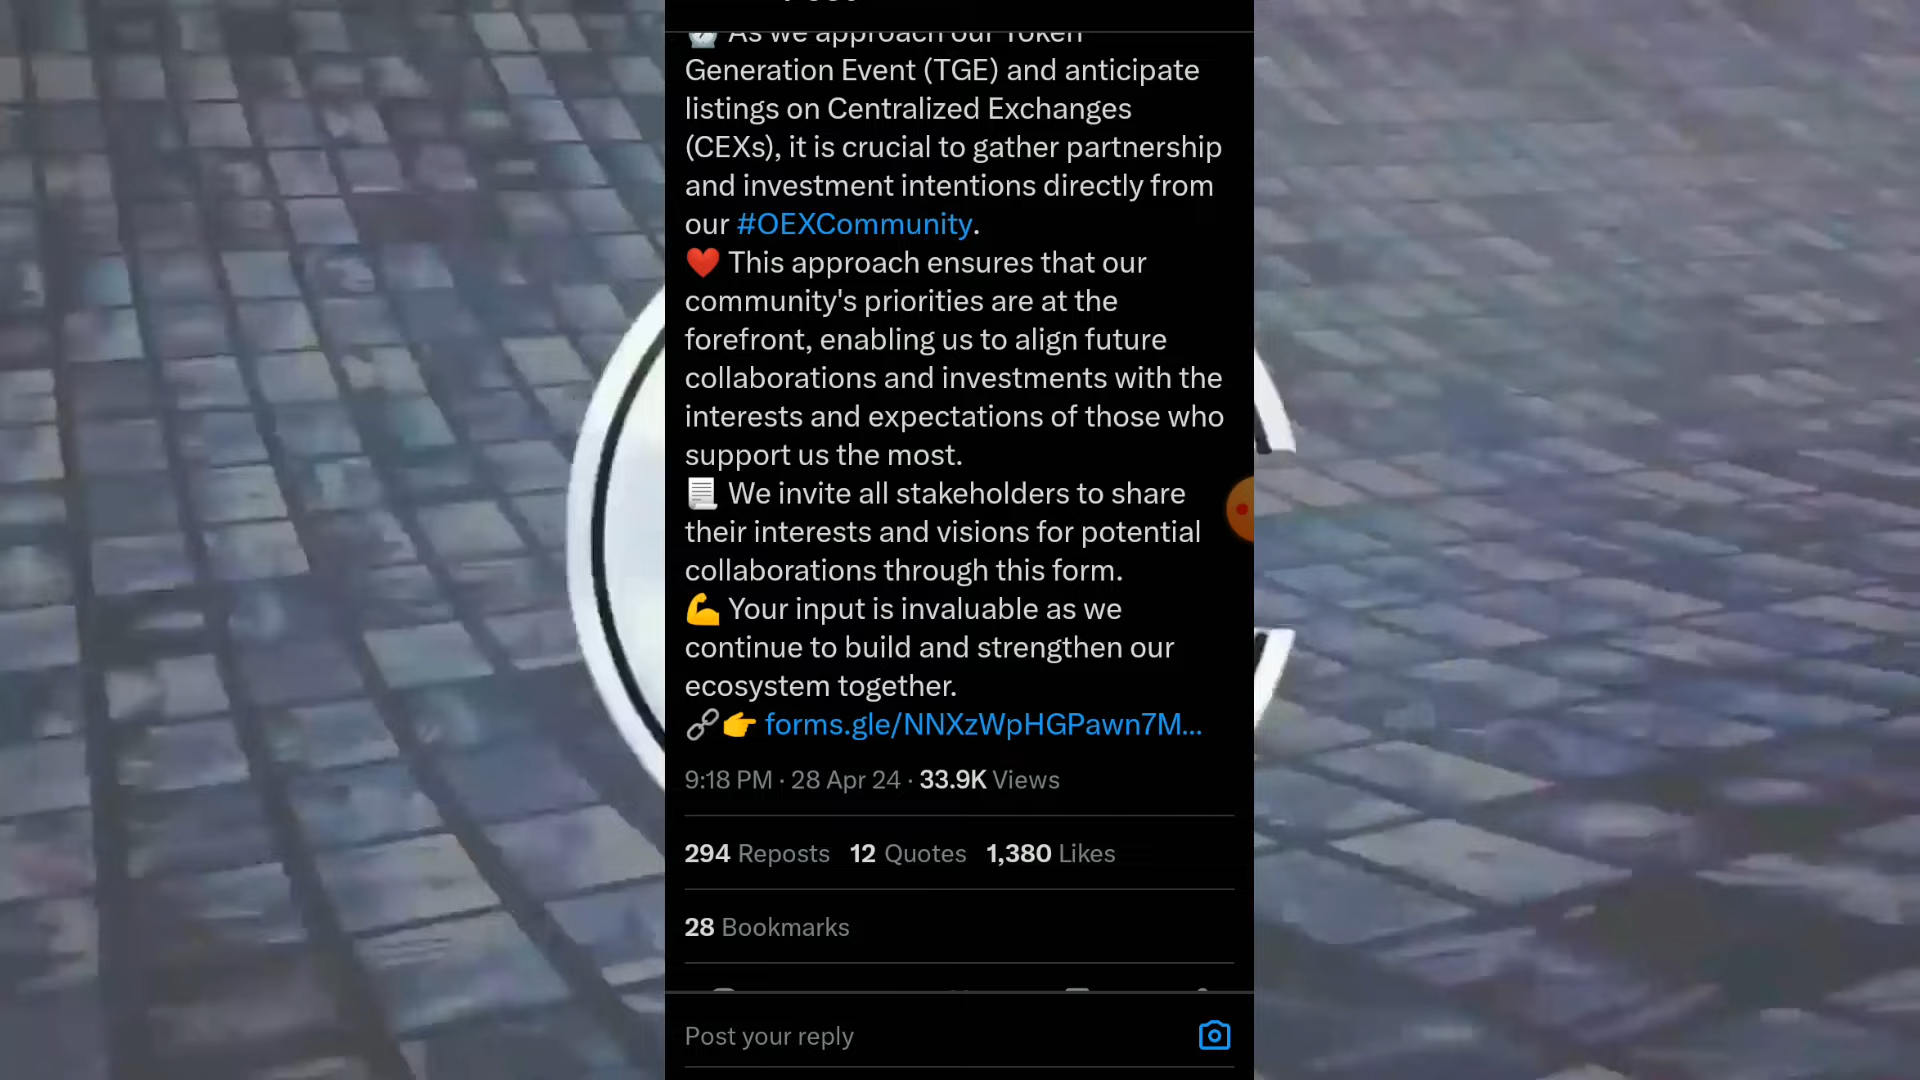 As we approach our Token
Generation Event (TGE) and anticipate
listings on Centralized Exchanges
(CEXs), it is crucial to gather partnership
and investment intentions directly from
our #OEXCommunity.
❤️ This approach ensures that our
community's priorities are at the
forefront, enabling us to align future
collaborations and investments with the
interests and expectations of those who
support us the most.
📃 We invite all stakeholders to share
their interests and visions for potential
collaborations through this form.
💪 Your input is invaluable as we
continue to build and strengthen our
ecosystem together.
🔗👉 forms.gle/NNXzWpHGPawn7M...
9:18 PM · 28 Apr 24 · 33.9K Views
294 Reposts 12 Quotes 1,380 Likes
28 Bookmarks
Post your reply